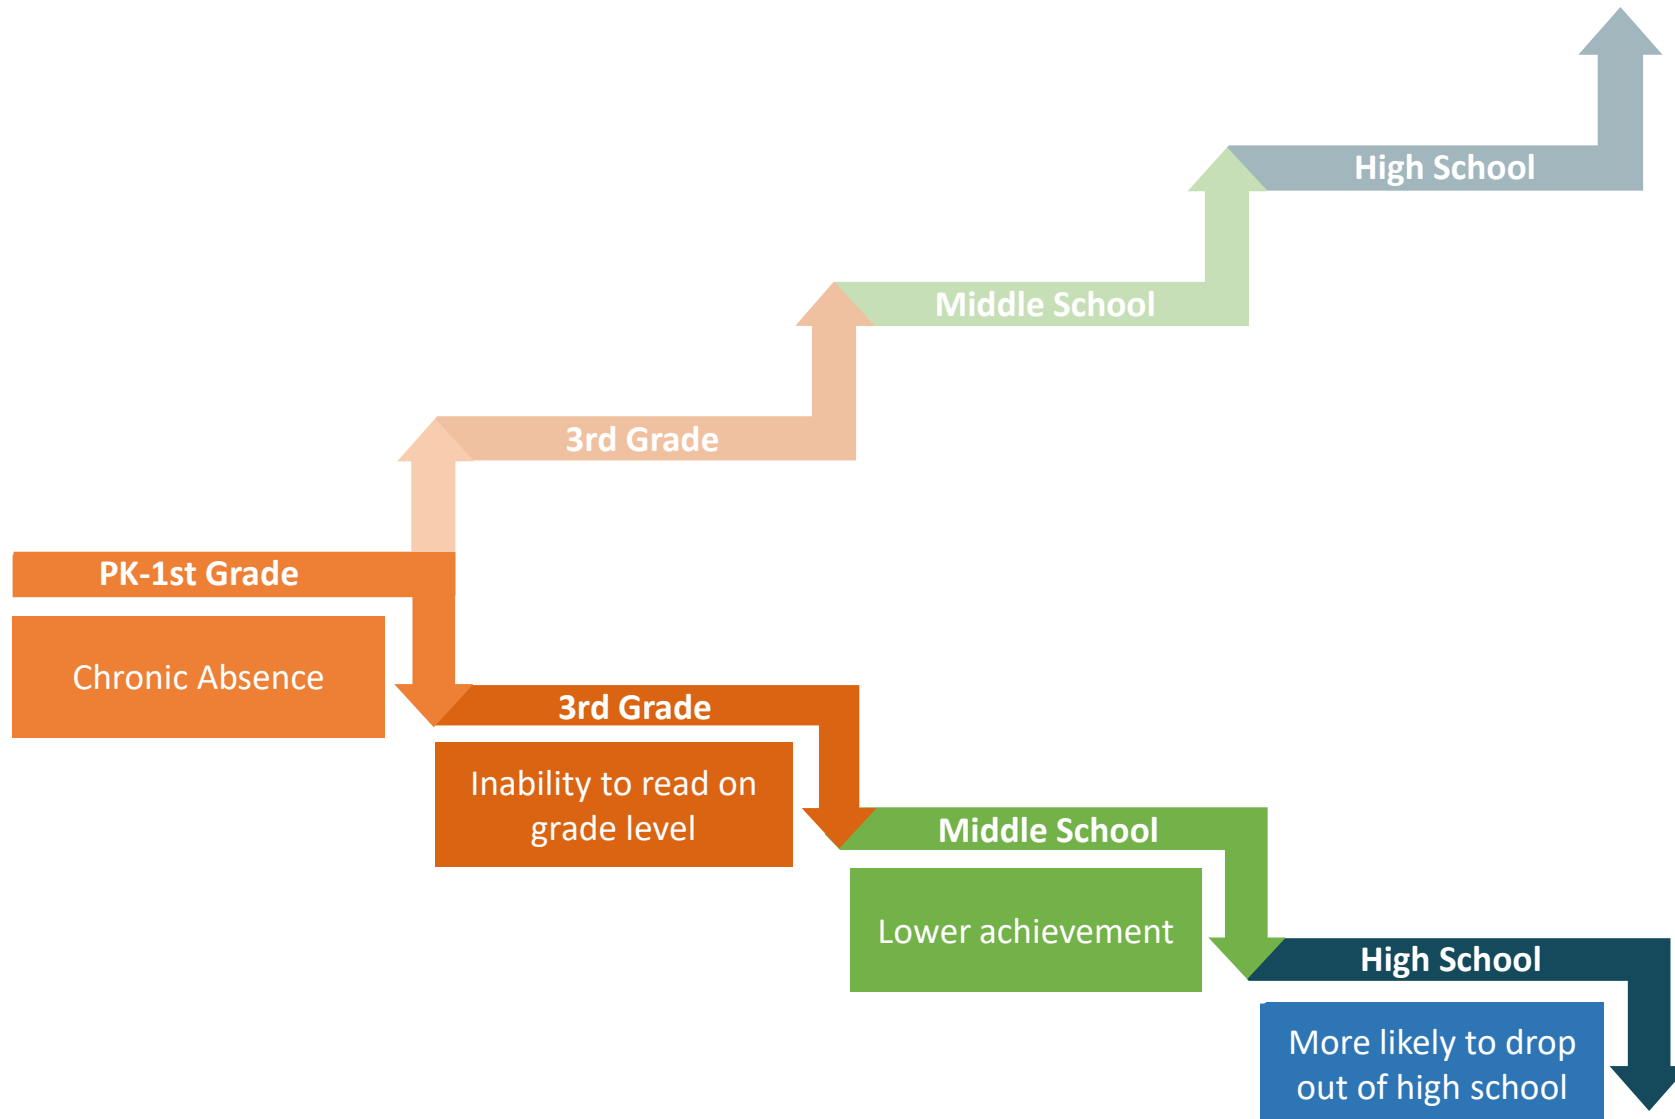 High School
Middle School
3rd Grade
PK-1st Grade
Chronic Absence
3rd Grade
Inability to read on
grade level
Middle School
Lower achievement
High School
More likely to drop
out of high school